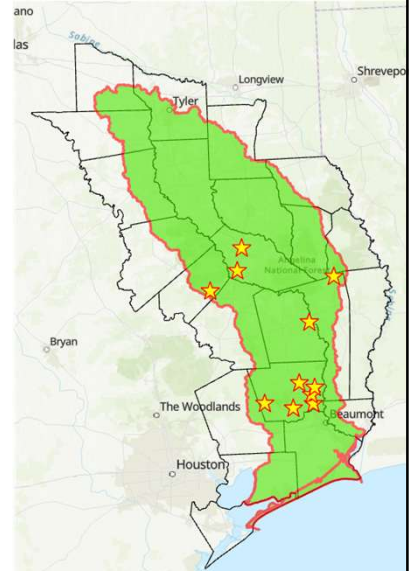 ano
las
Sabine
Longview
Shrevepo
Tyler
Angelina
National Forest
Bryan
The Woodlands
Beaumont
Houston